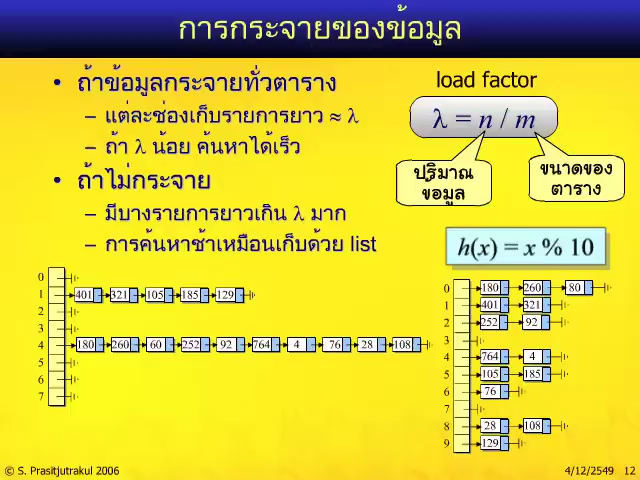 การกระจายของข้อมูล
• ถ้าข้อมูลกระจายทั่วตาราง
– แต่ละช่องเก็บรายการยาว ≈ λ
– ถ้า λ น้อย ค้นหาได้เร็ว
• ถ้าไม่กระจาย
– มีบางรายการยาวเกิน λ มาก
– การค้นหาช้าเหมือนเก็บด้วย list
load factor
λ = n / m
ปริมาณ
ข้อมูล
ขนาดของ
ตาราง
h(x) = x % 10
0
1 401 321 105 185 129
2
3
4 180 260 60 252 92 764 4 76 28 108
5
6
7
0 180 260 80
1 401 321
2 252 92
3
4 764 4
5 105 185
6 76
7
8 28 108
9 129
© S. Prasitjutrakul 2006
4/12/2549 12